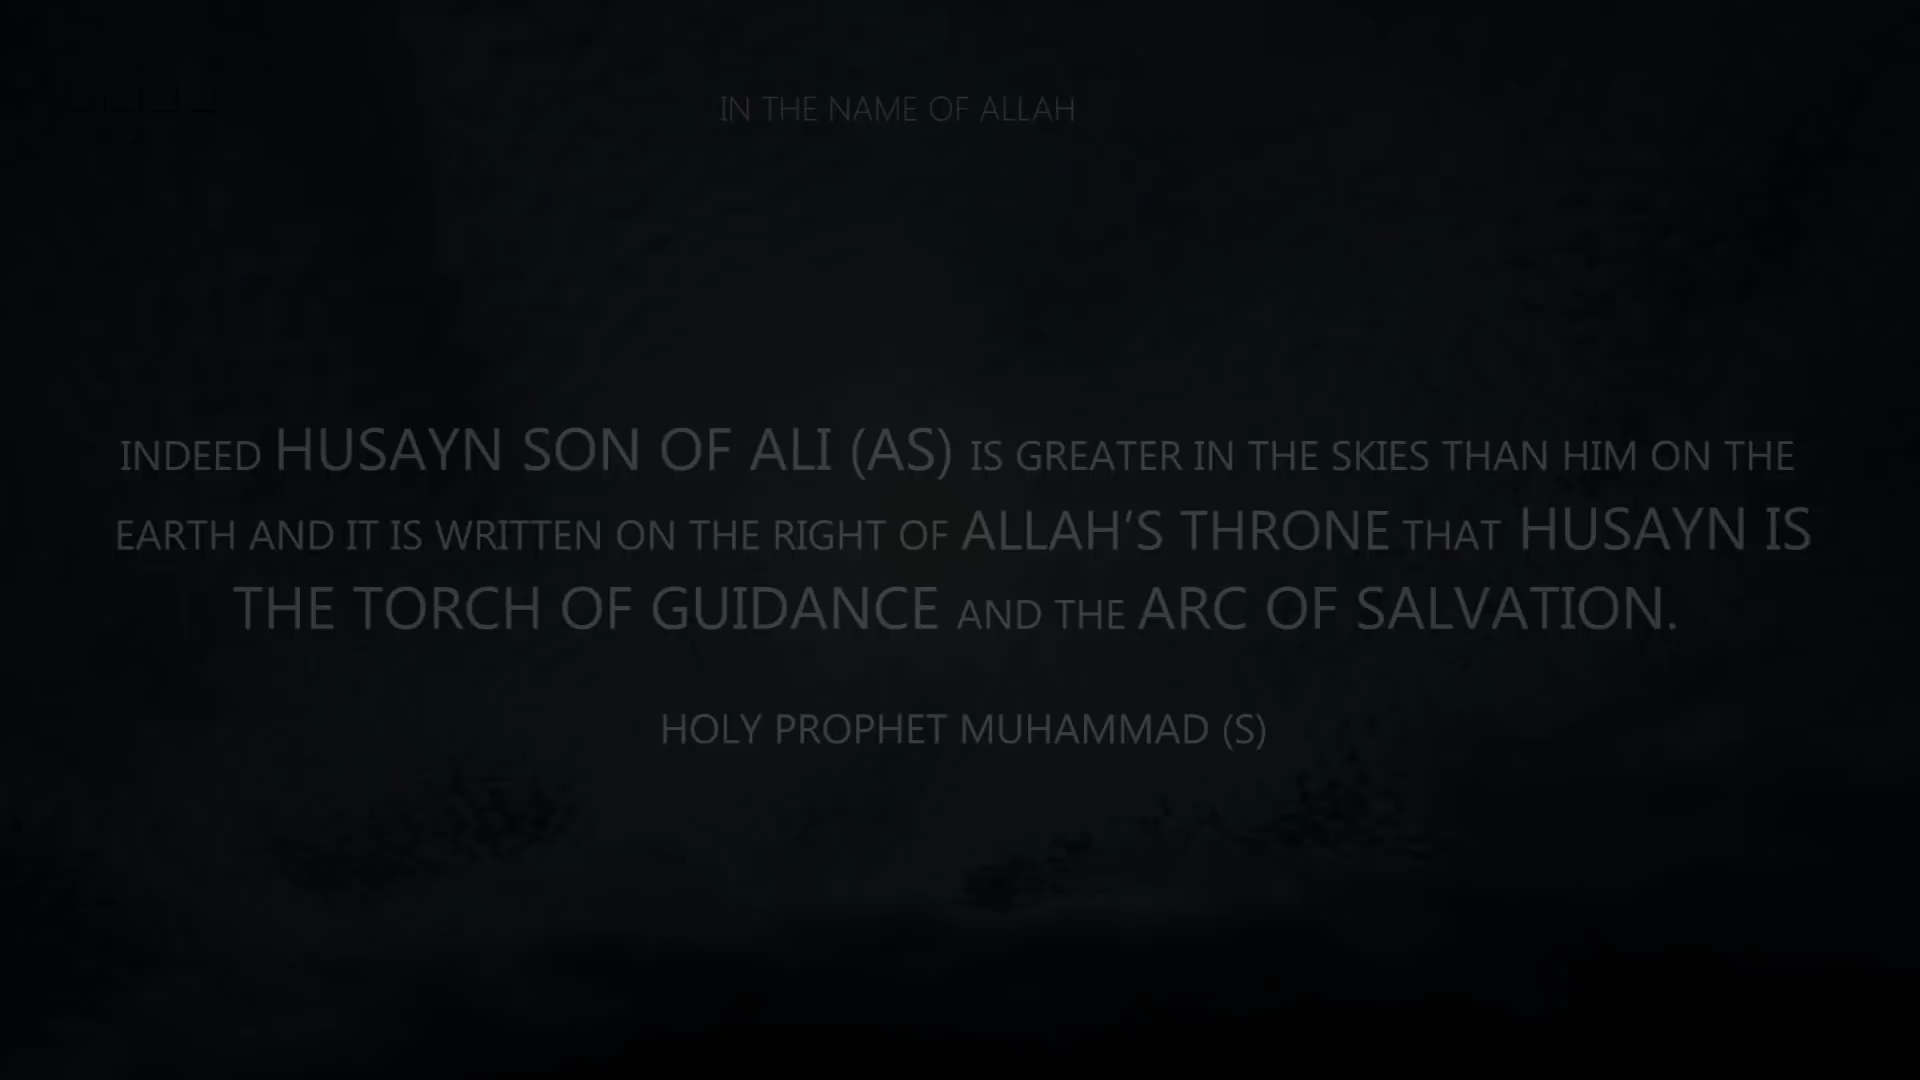 IN THE NAME OF ALLAH
INDEED HUSAYN SON OF ALI (AS) IS GREATER IN THE SKIES THAN HIM ON THE
EARTH AND IT IS WRITTEN ON THE RIGHT OF ALLAH'S THRONE THAT HUSAYN IS
THE TORCH OF GUIDANCE AND THE ARC OF SALVATION.
HOLY PROPHET MUHAMMAD (S)